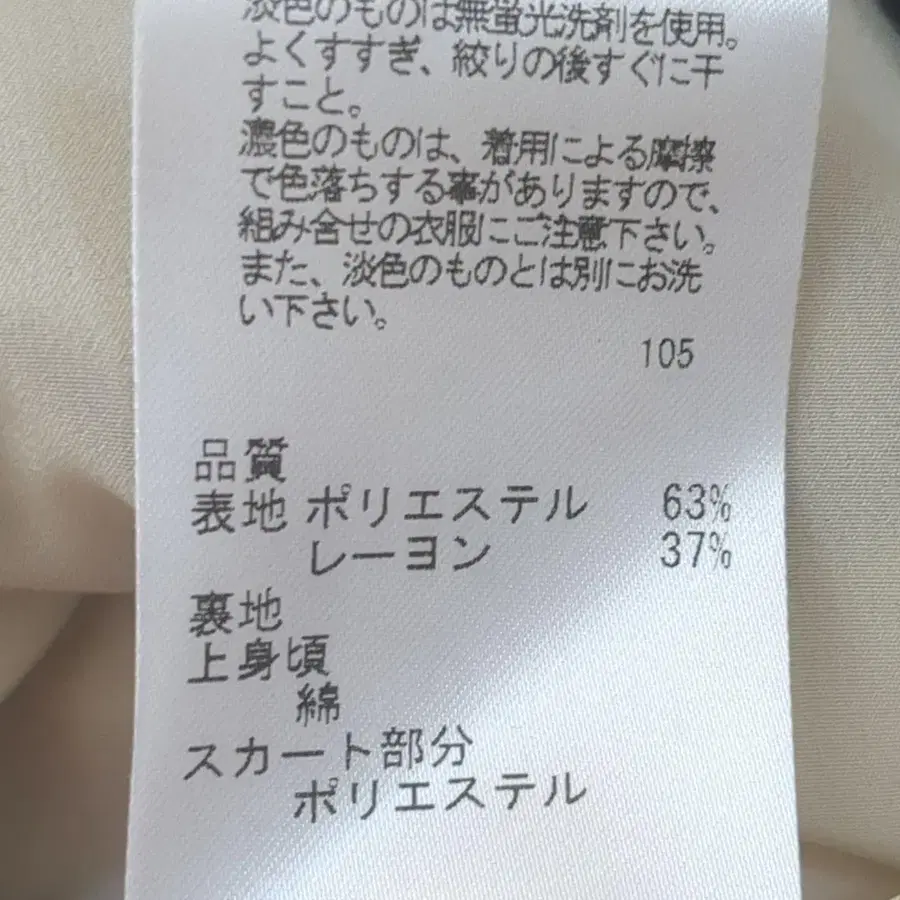 淡色のものは無蛍光洗剤を使用。
よくすすぎ、絞りの後すぐに干
すこと。
濃色のものは、着用による摩擦
で色落ちする事がありますので、
組み合せの衣服にご注意下さい。
また、淡色のものとは別にお洗
い下さい。
105
品質
表地 ポリエステル 63%
レーヨン 37%
裏地
上身頃
綿
スカート部分
ポリエステル